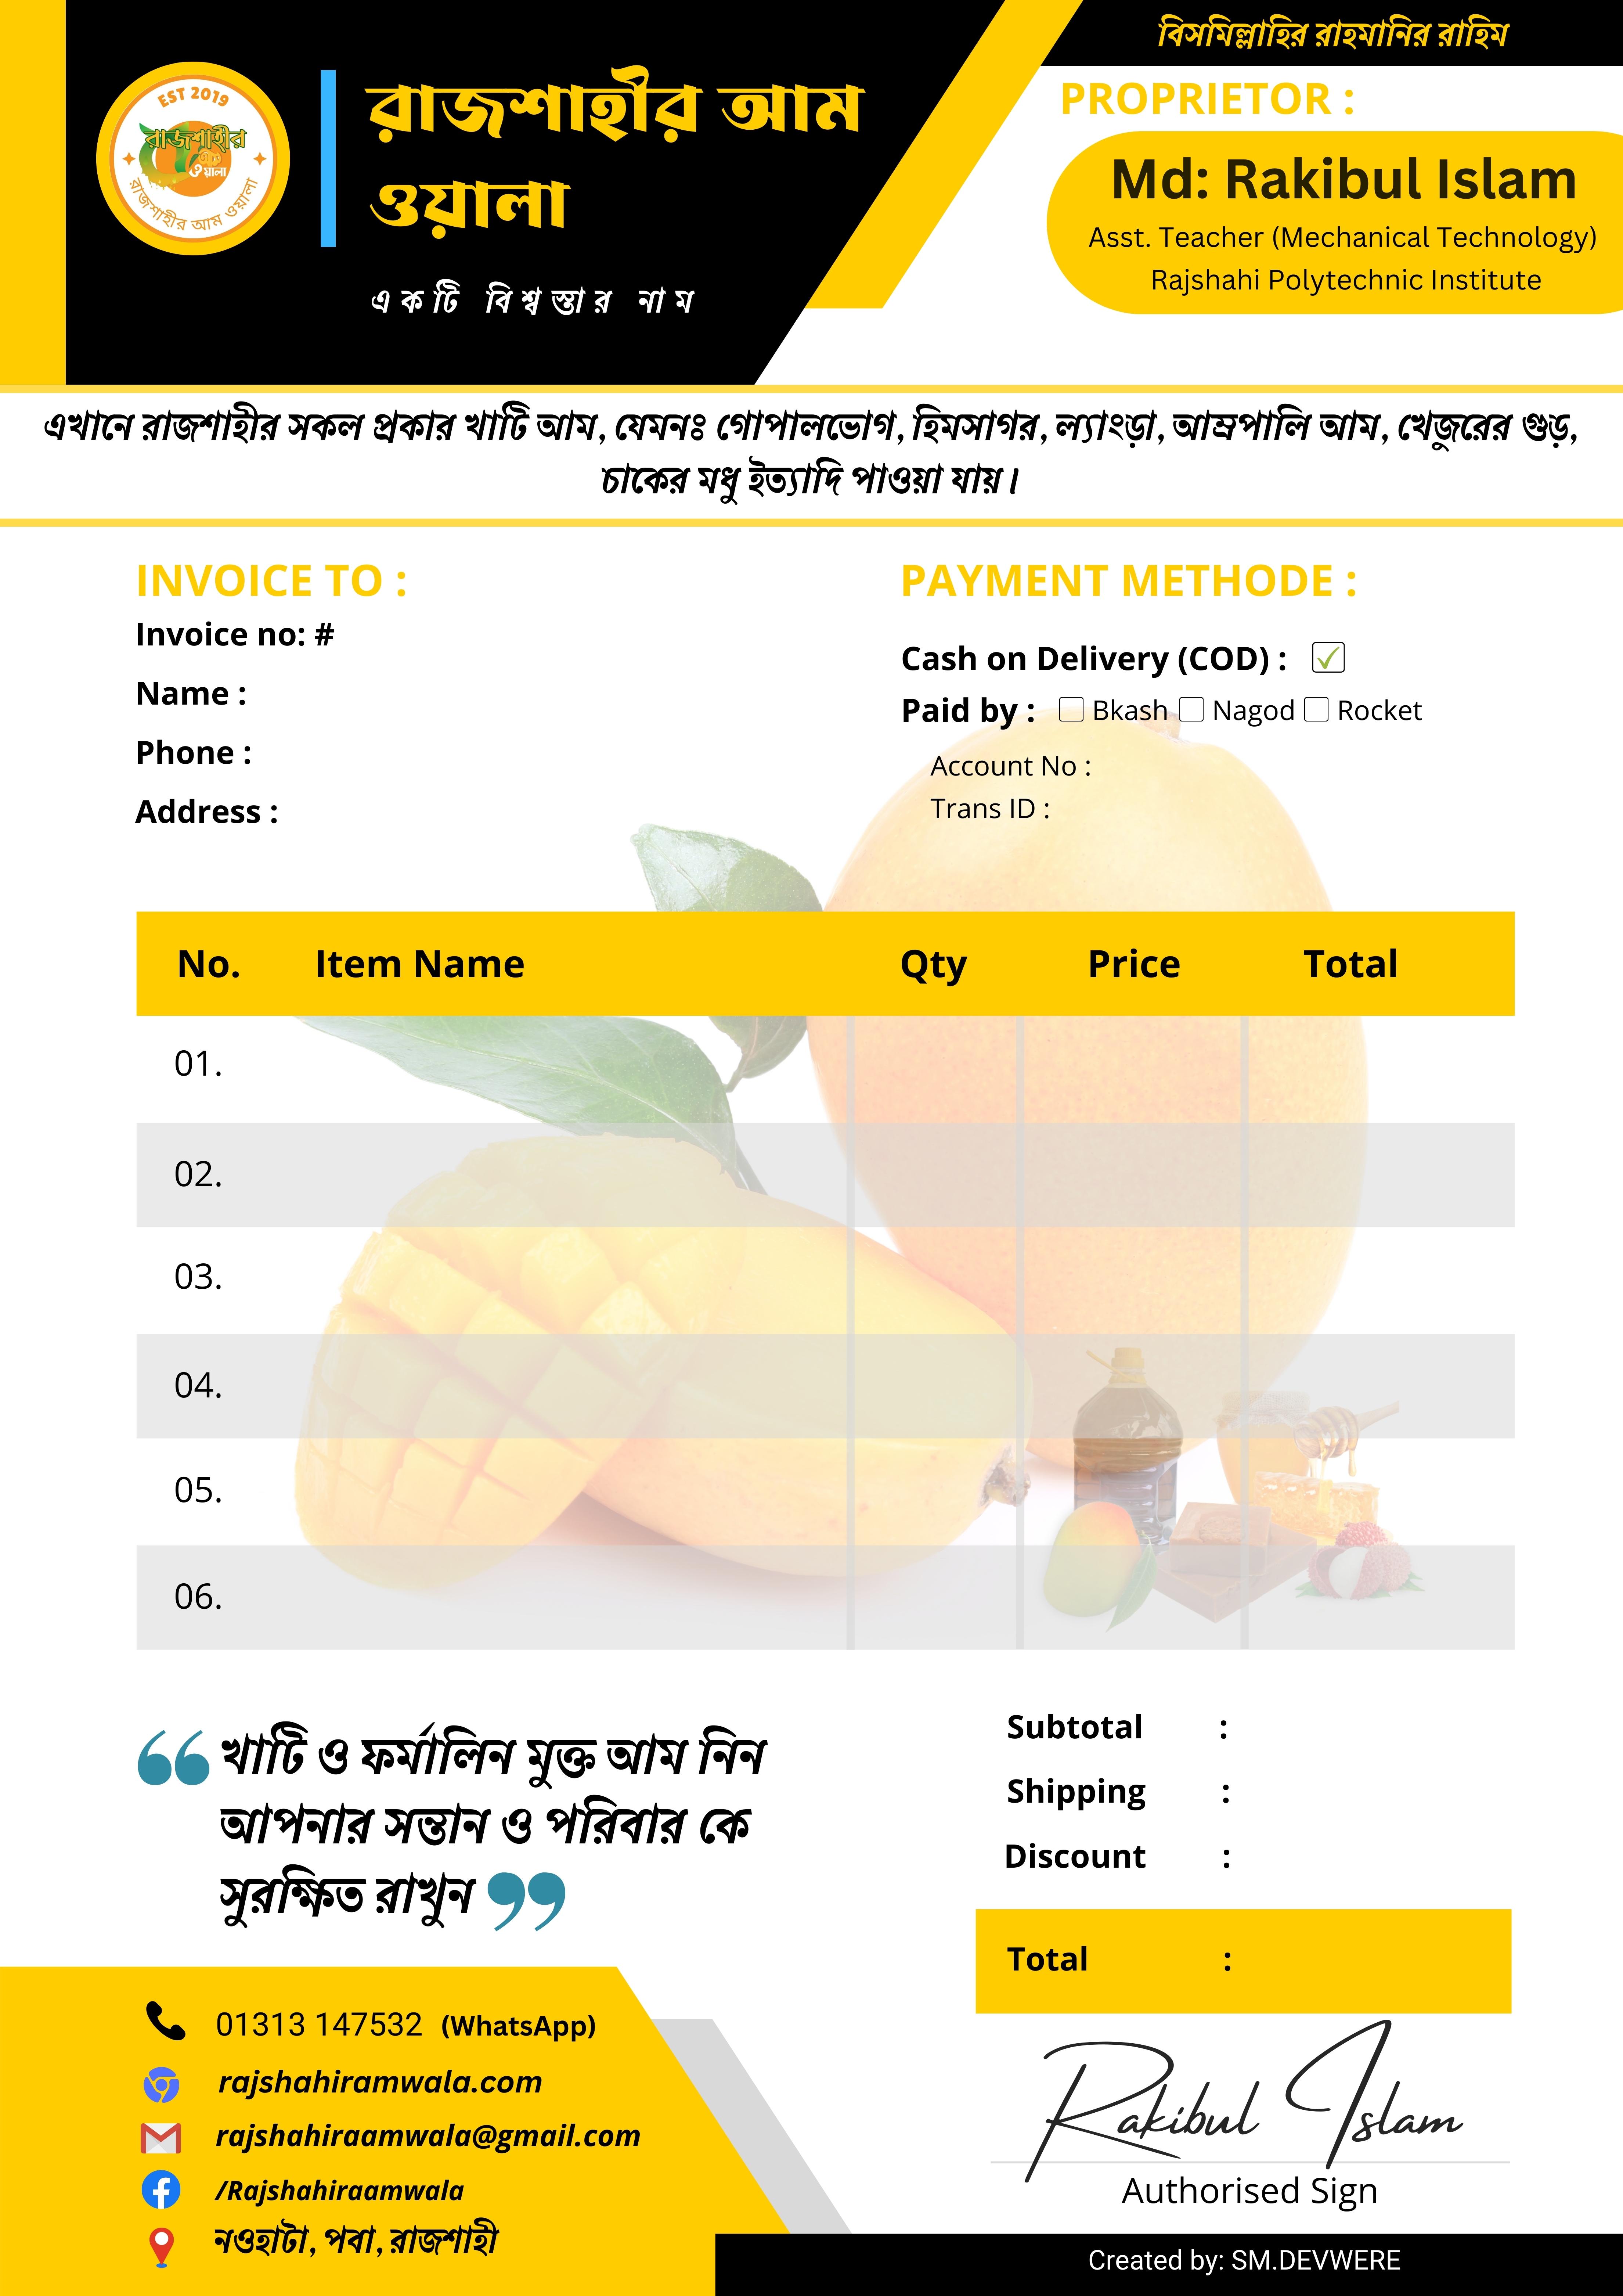 বিসমিল্লাহির রাহমানির রাহিম
EST 2019
রাজশাহীর
ওয়ালা
রাজশাহীর আম ওয়ালা
রাজশাহীর আম
ওয়ালা
একটি বিশ্বস্তার নাম
PROPRIETOR :
Md: Rakibul Islam
Asst. Teacher (Mechanical Technology)
Rajshahi Polytechnic Institute
এখানে রাজশাহীর সকল প্রকার খাটি আম, যেমনঃ গোপালভোগ, হিমসাগর, ল্যাংড়া, আম্রপালি আম, খেজুরের গুড়,
চাকের মধু ইত্যাদি পাওয়া যায়।
INVOICE TO :
Invoice no: #
Name :
Phone :
Address :
PAYMENT METHODE :
Cash on Delivery (COD) :
Paid by : Bkash Nagod Rocket
Account No :
Trans ID :
No. Item Name Qty Price Total
01.
02.
03.
04.
05.
06.
“খাটি ও ফর্মালিন মুক্ত আম নিন
আপনার সন্তান ও পরিবার কে
সুরক্ষিত রাখুন”
Subtotal :
Shipping :
Discount :
Total :
01313 147532 (WhatsApp)
rajshahiramwala.com
rajshahiraamwala@gmail.com
/Rajshahiraamwala
নওহাটা, পবা, রাজশাহী
Rakibul Islam
Authorised Sign
Created by: SM.DEVWERE